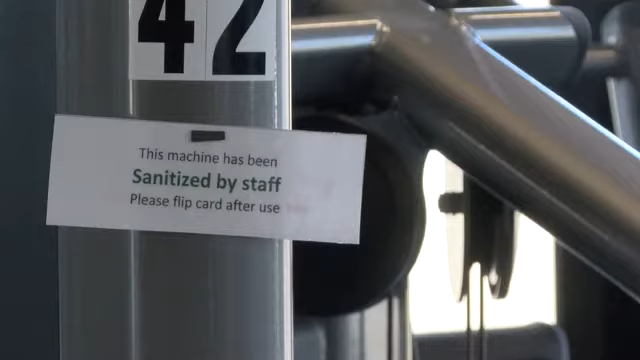 42
This machine has been
Sanitized by staff
Please flip card after use